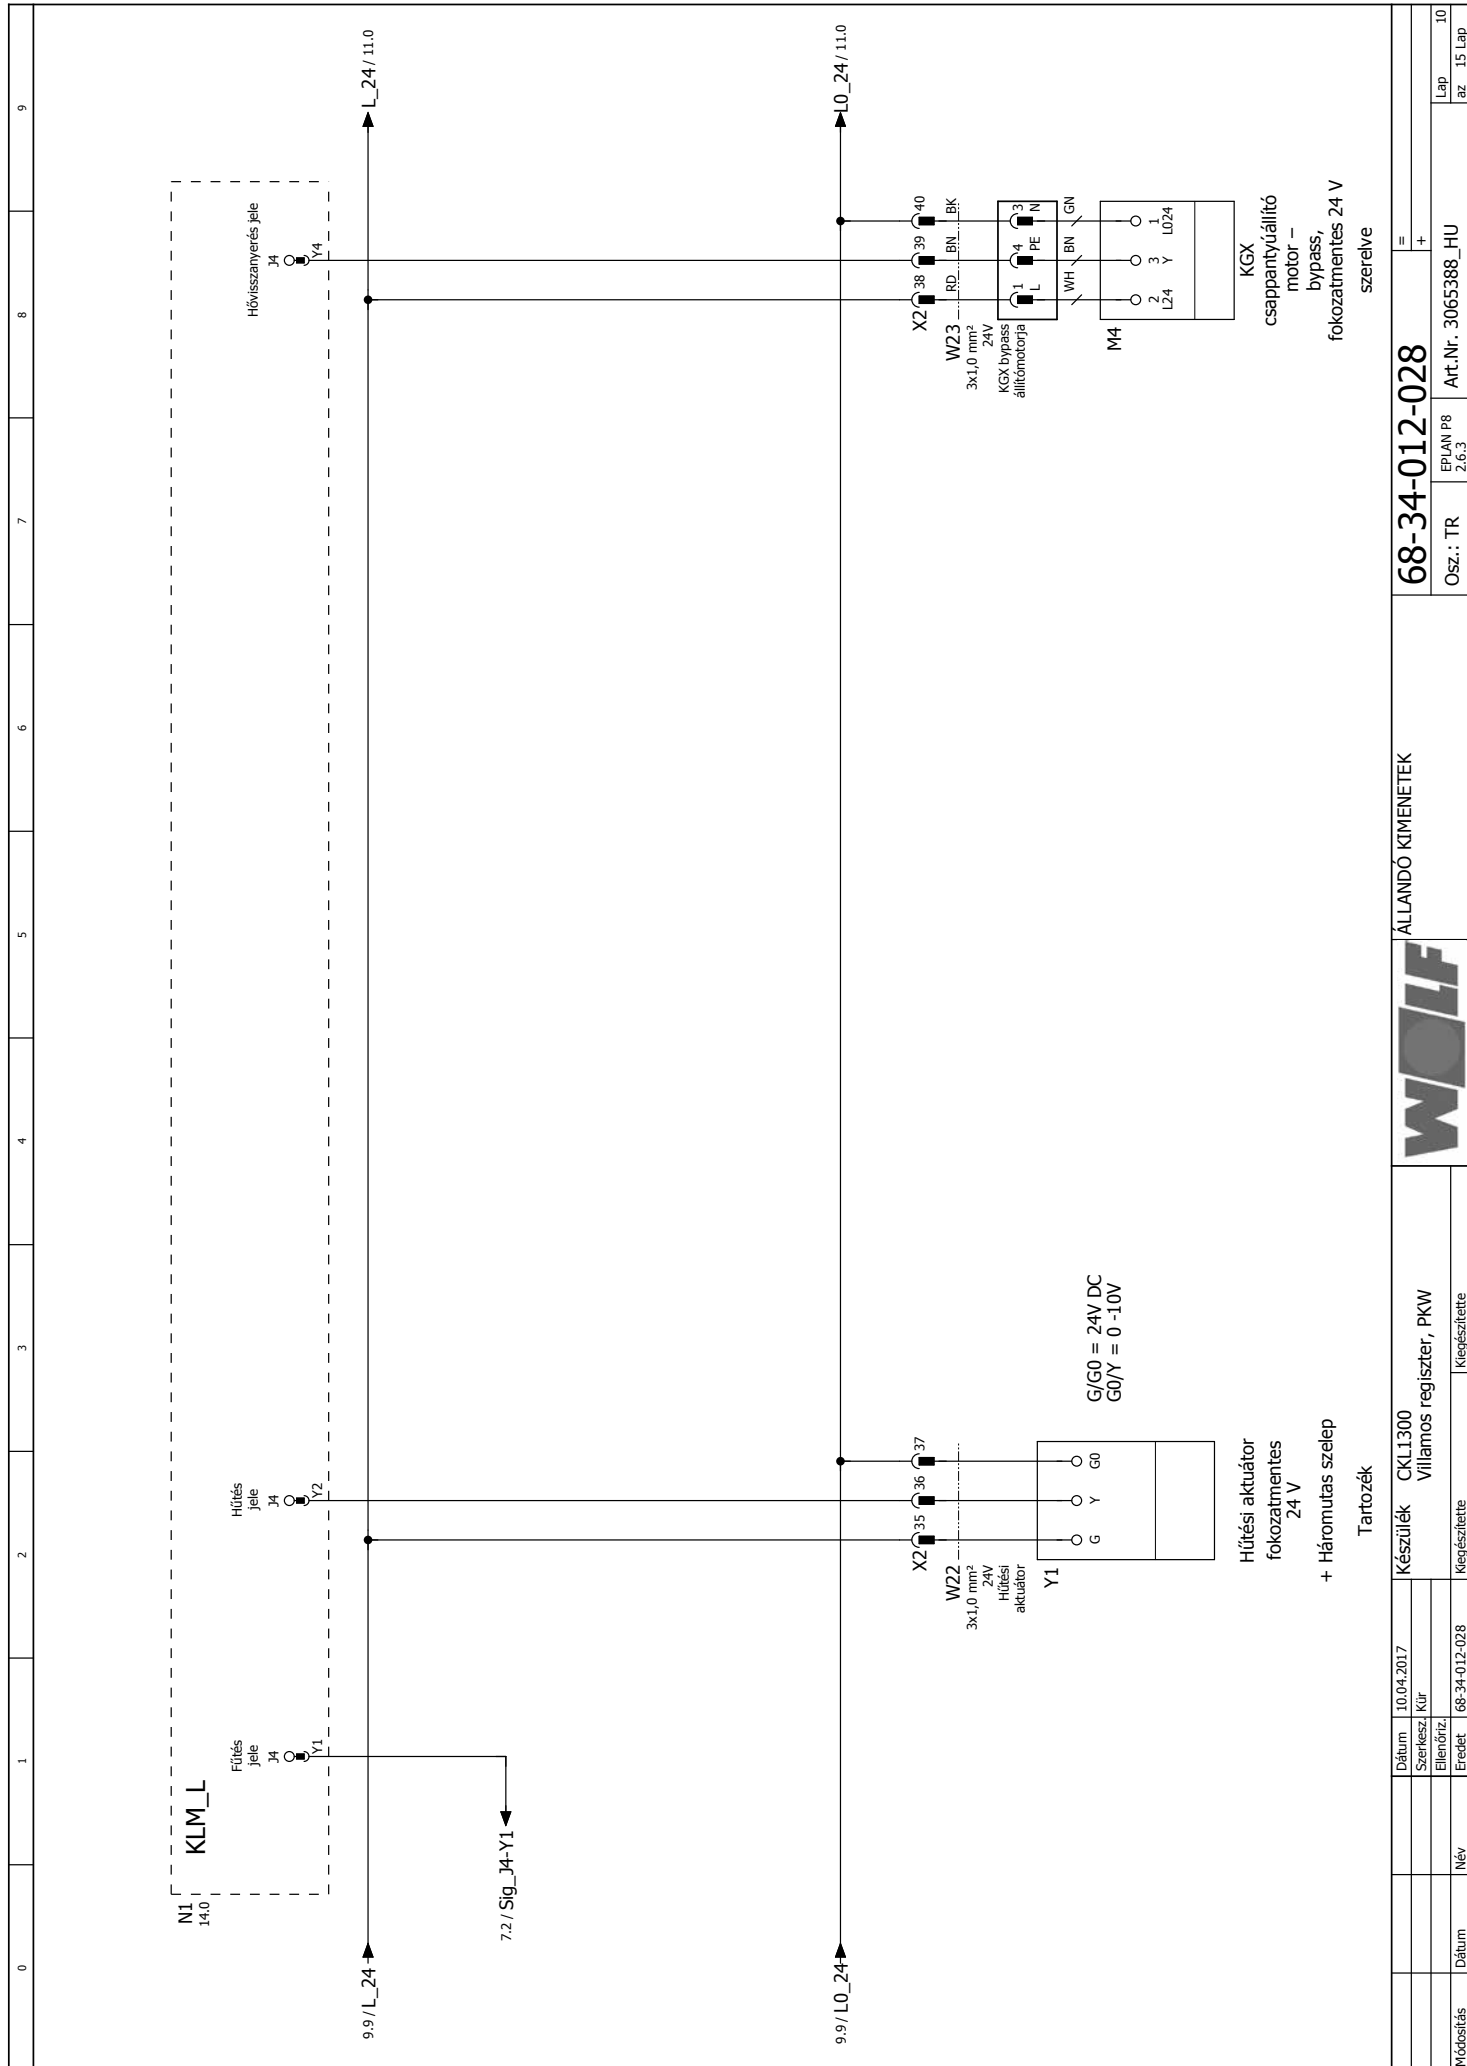 0 1 2 3 4 5 6 7 8 9
N1
14.0
KLM_L
Fűtés
jele
J4
Y1
Hűtés
jele
J4
Y2
Hővisszanyerés jele
J4
Y4
9.9 / L_24
L_24 / 11.0
7.2 / Sig_J4-Y1
9.9 / L0_24
L0_24 / 11.0
X2 35 36 37
W22
3x1,0 mm²
24V
Hűtési
aktuátor
Y1
G Y G0
G/G0 = 24V DC
G0/Y = 0 -10V
Hűtési aktuátor
fokozatmentes
24 V
+ Háromutas szelep
Tartozék
X2 38 39 40
RD BN BK
W23
3x1,0 mm²
24V
KGX bypass
állítómotorja
1 4 3
L PE N
WH BN GN
M4
2 3 1
L24 Y L024
KGX
csappantyúállító
motor –
bypass,
fokozatmentes 24 V
szerelve
Módosítás Dátum Név
Dátum 10.04.2017
Szerkesz. Kür
Ellenőriz.
Eredet 68-34-012-028
Készülék CKL1300
Villamos regiszter, PKW
Kiegészítette Kiegészítette
WOLF
ÁLLANDÓ KIMENETEK
68-34-012-028
=
+
Osz.: TR
EPLAN P8
2.6.3
Art.Nr. 3065388_HU
Lap 10
az 15 Lap